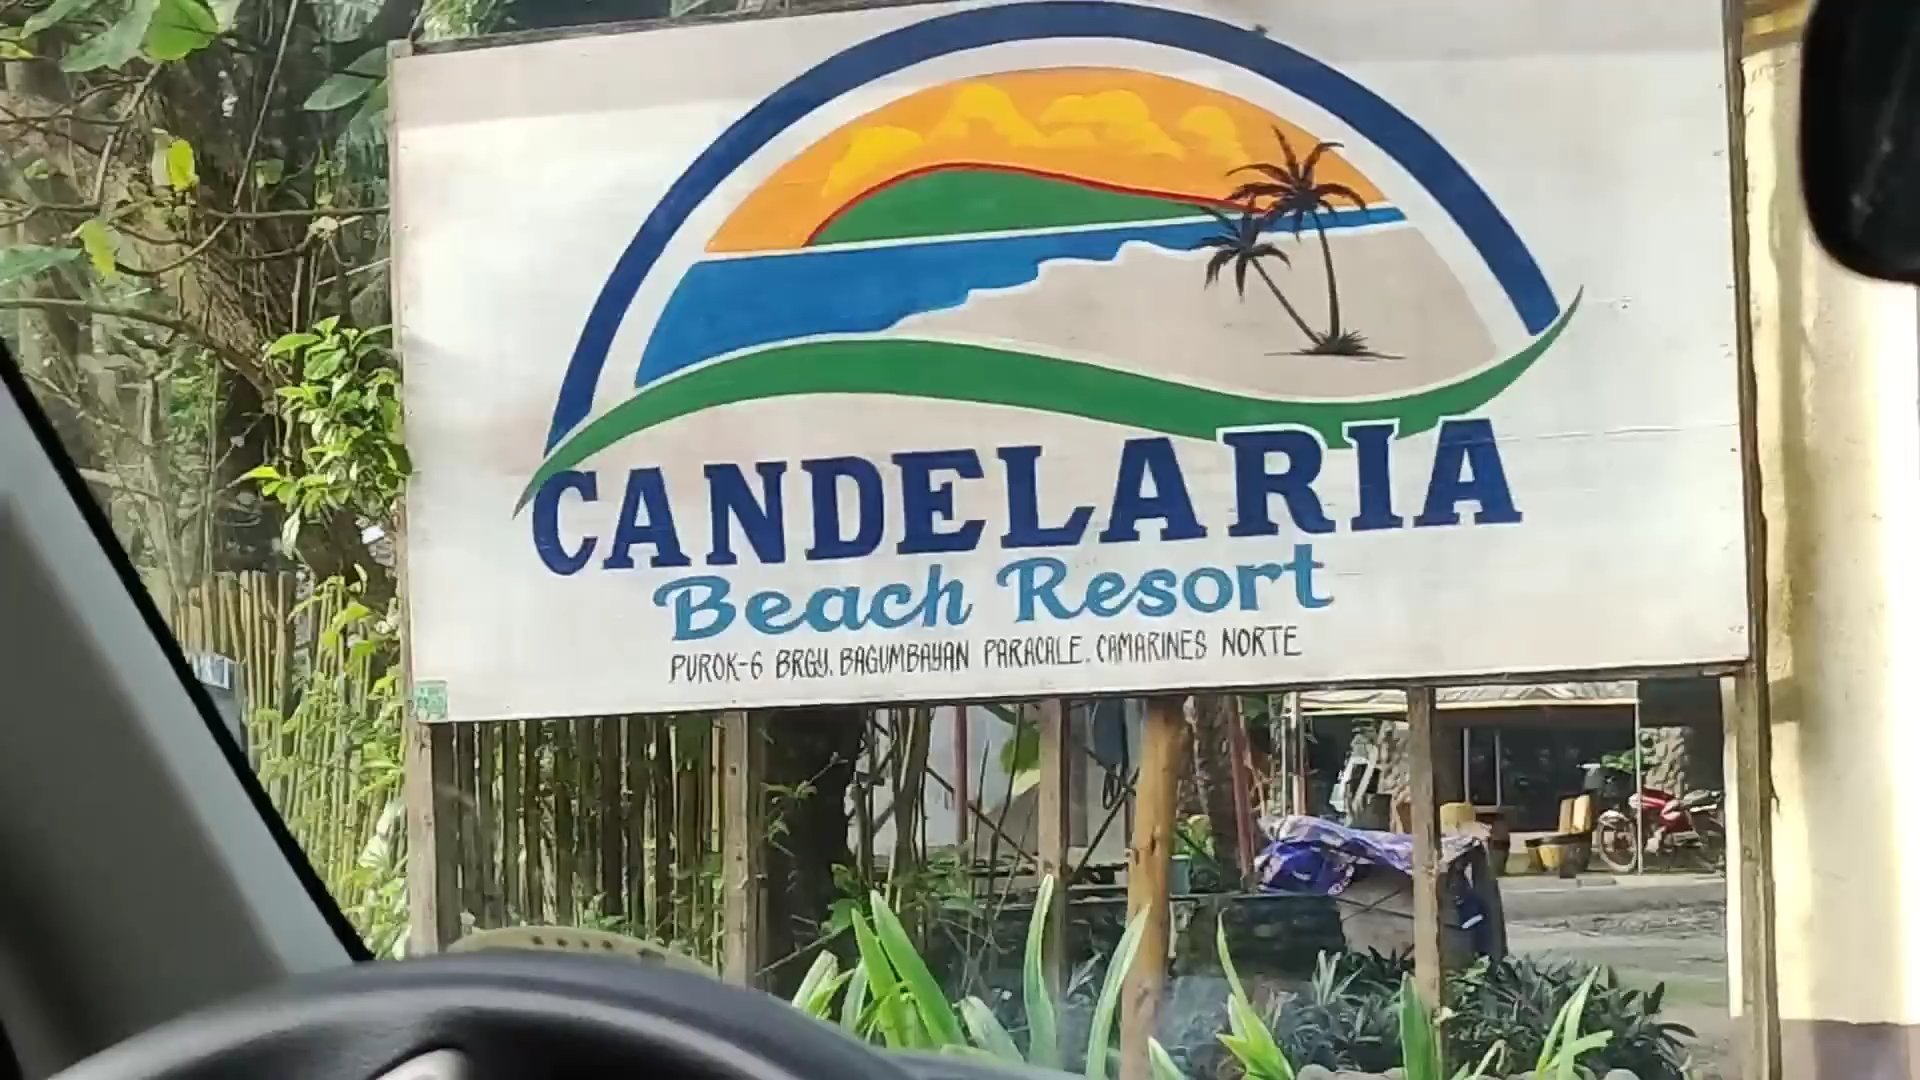 CANDELARIA
Beach Resort
PUROK-6 BRGY. BAGUMBAYAN PARACALE. CAMARINES NORTE